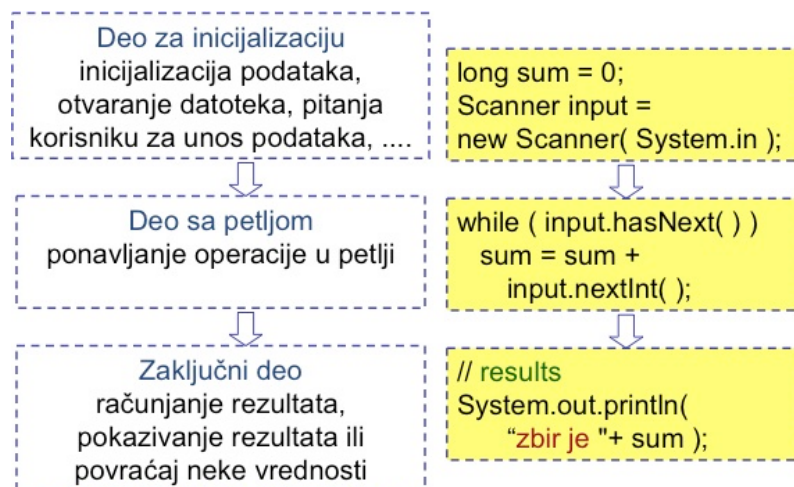 Deo za inicijalizaciju
inicijalizacija podataka,
otvaranje datoteka, pitanja
korisniku za unos podataka, ....
long sum = 0;
Scanner input =
new Scanner( System.in );
Deo sa petljom
ponavljanje operacije u petlji
while ( input.hasNext( ) )
sum = sum +
input.nextInt( );
Zaključni deo
računjanje rezultata,
pokazivanje rezultata ili
povraćaj neke vrednosti
// results
System.out.println(
“zbir je "+ sum );